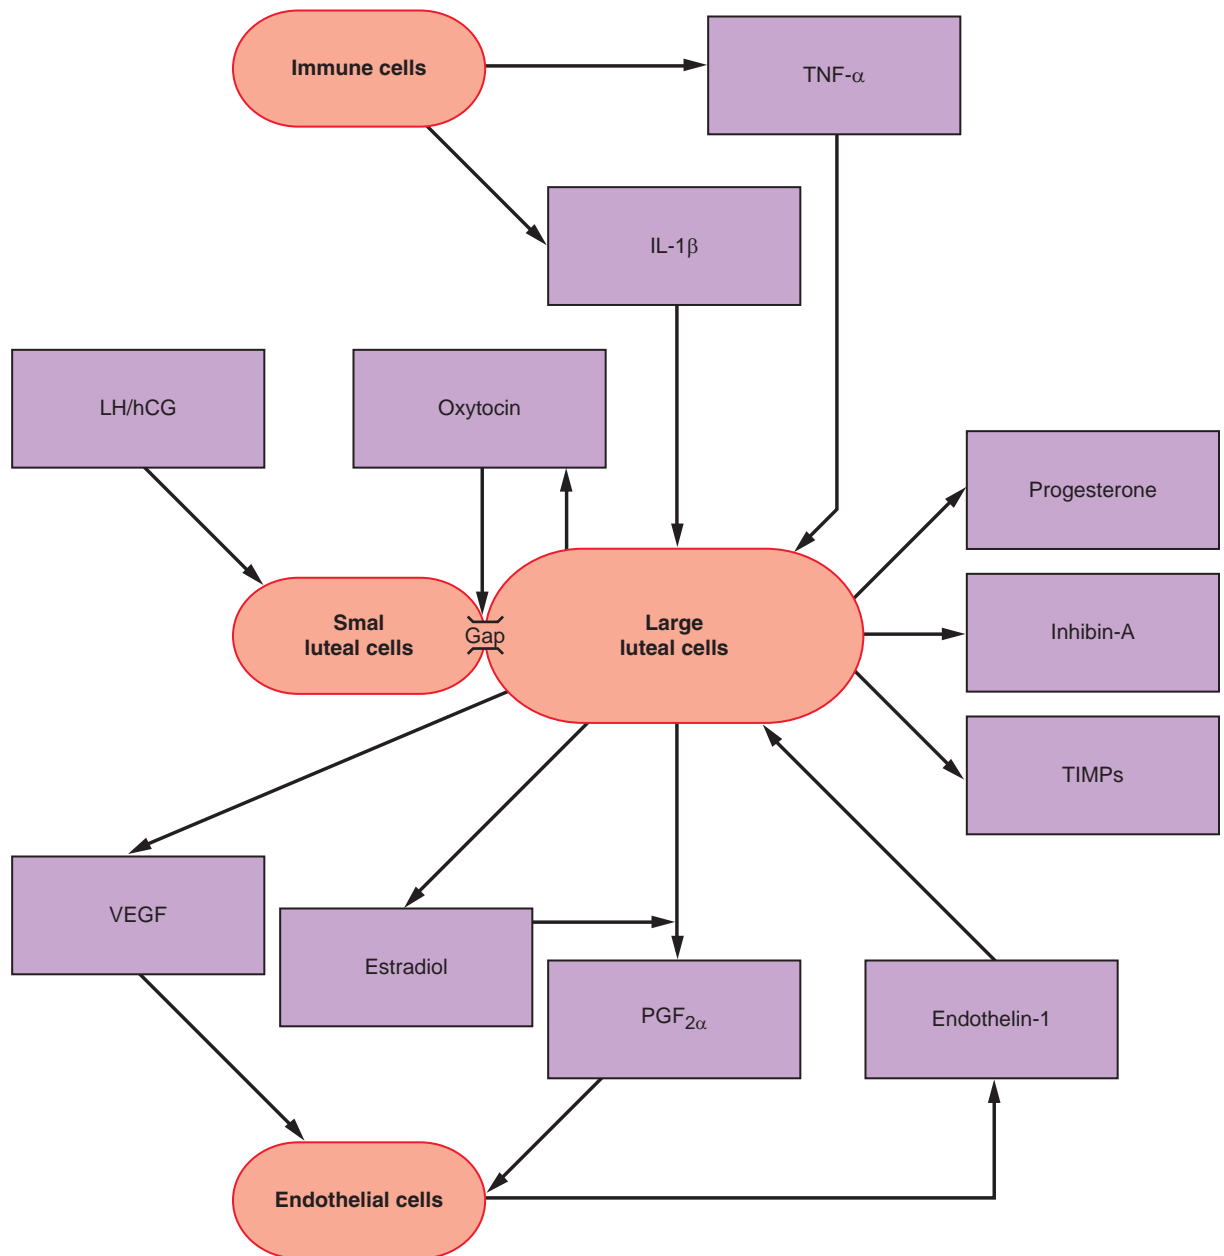 Immune cells
TNF-α
IL-1β
LH/hCG
Oxytocin
Progesterone
Smal
luteal cells
Gap
Large
luteal cells
Inhibin-A
TIMPs
VEGF
Estradiol
PGF2α
Endothelin-1
Endothelial cells